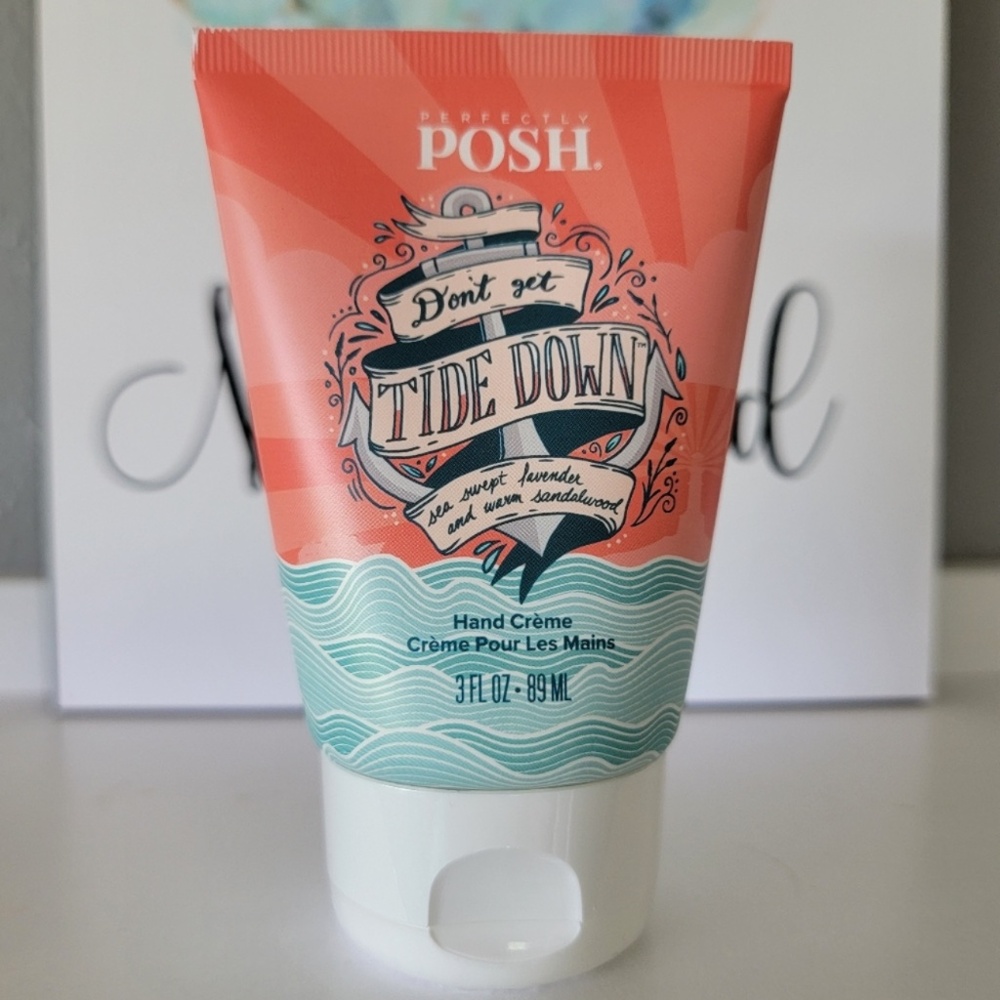 PERFECTLY
POSH®
Don't get
TIDE DOWN™
sea swept lavender
and warm sandalwood
Hand Crème
Crème Pour Les Mains
3 FL OZ • 89 ML